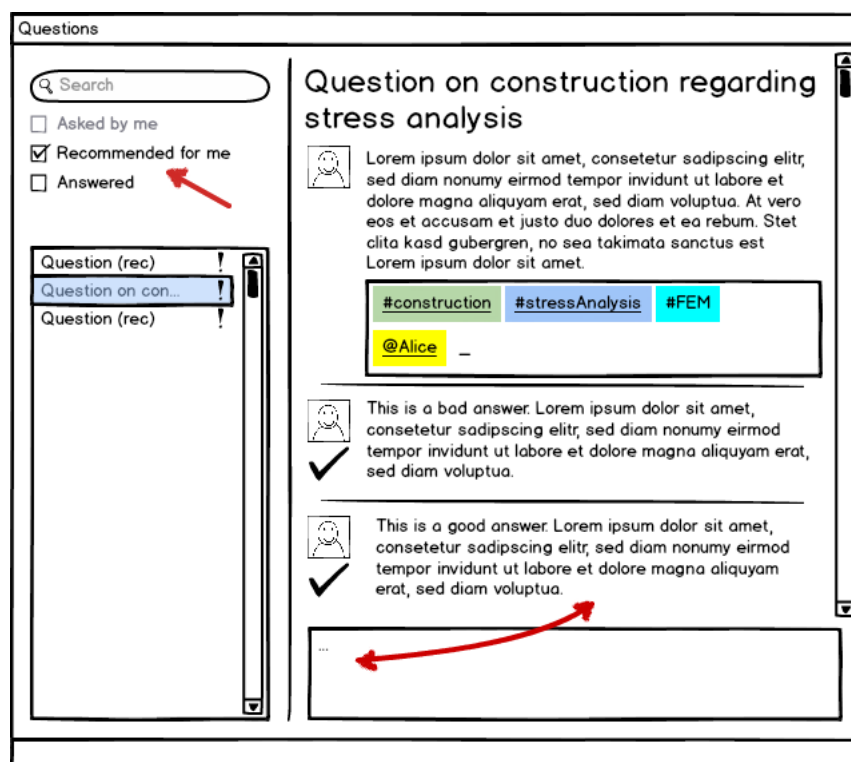 Questions
Search
Asked by me
Recommended for me
Answered
Question (rec) !
Question on con... !
Question (rec) !
Question on construction regarding
stress analysis
Lorem ipsum dolor sit amet, consetetur sadipscing elitr,
sed diam nonumy eirmod tempor invidunt ut labore et
dolore magna aliquyam erat, sed diam voluptua. At vero
eos et accusam et justo duo dolores et ea rebum. Stet
clita kasd gubergren, no sea takimata sanctus est
Lorem ipsum dolor sit amet.
#construction #stressAnalysis #FEM
@Alice _
This is a bad answer. Lorem ipsum dolor sit amet,
consetetur sadipscing elitr, sed diam nonumy eirmod
tempor invidunt ut labore et dolore magna aliquyam erat,
sed diam voluptua.
This is a good answer. Lorem ipsum dolor sit amet,
consetetur sadipscing elitr, sed diam nonumy eirmod
tempor invidunt ut labore et dolore magna aliquyam
erat, sed diam voluptua.
...